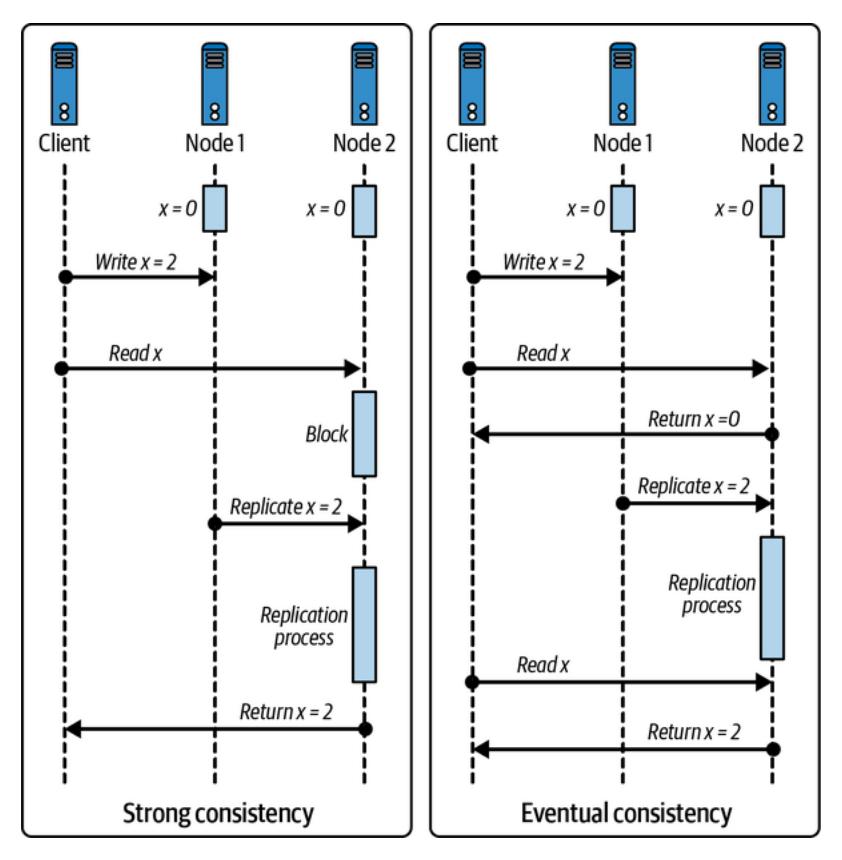 Client
Node 1
Node 2
x = 0
x = 0
Write x = 2
Read x
Block
Replicate x = 2
Replication
process
Return x = 2
Strong consistency
Client
Node 1
Node 2
x = 0
x = 0
Write x = 2
Read x
Return x =0
Replicate x = 2
Replication
process
Read x
Return x = 2
Eventual consistency